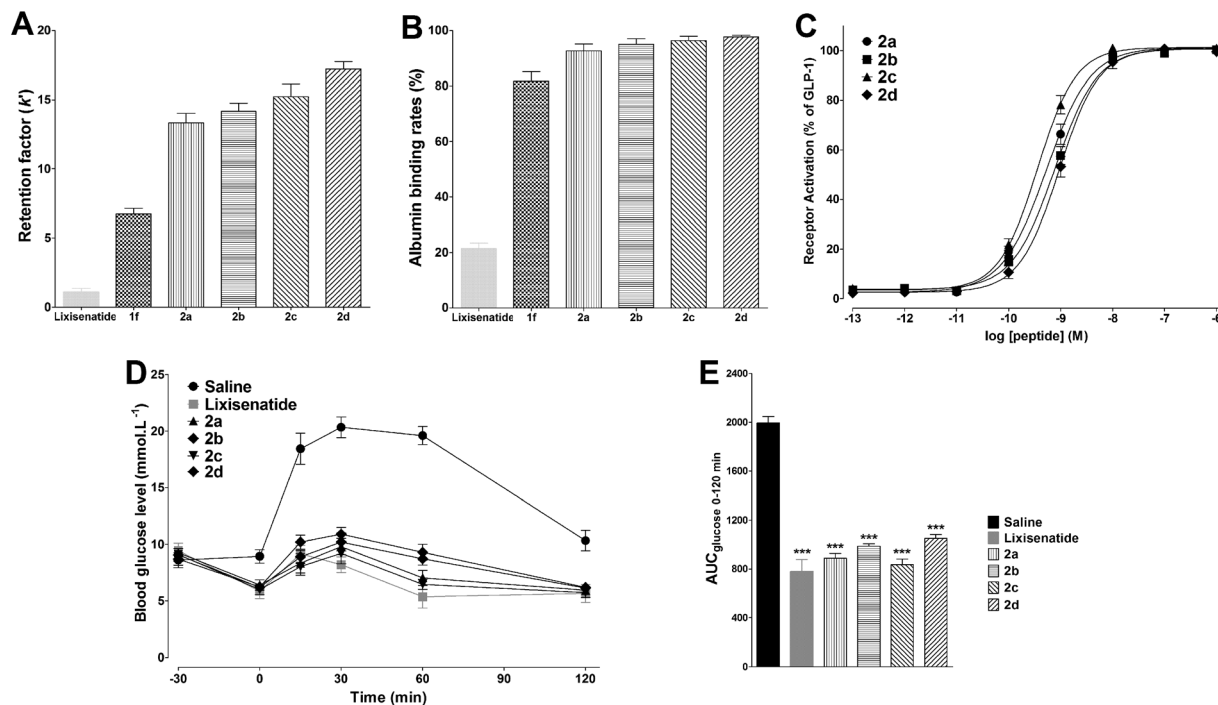 A
Retention factor (k')
20
15
10
5
0
Lixisenatide 1f 2a 2b 2c 2d
B
Albumin binding rates (%)
100
80
60
40
20
0
Lixisenatide 1f 2a 2b 2c 2d
C
2a
2b
2c
2d
Receptor Activation (% of GLP-1)
100
80
60
40
20
0
-13 -12 -11 -10 -9 -8 -7 -6
log [peptide] (M)
D
Saline
Lixisenatide
2a
2b
2c
2d
Blood glucose level (mmol.L -1)
25
20
15
10
5
0
-30 0 30 60 90 120
Time (min)
E
AUCglucose 0-120 min
2400
2000
1600
1200
800
400
0
*** *** *** *** ***
Saline
Lixisenatide
2a
2b
2c
2d